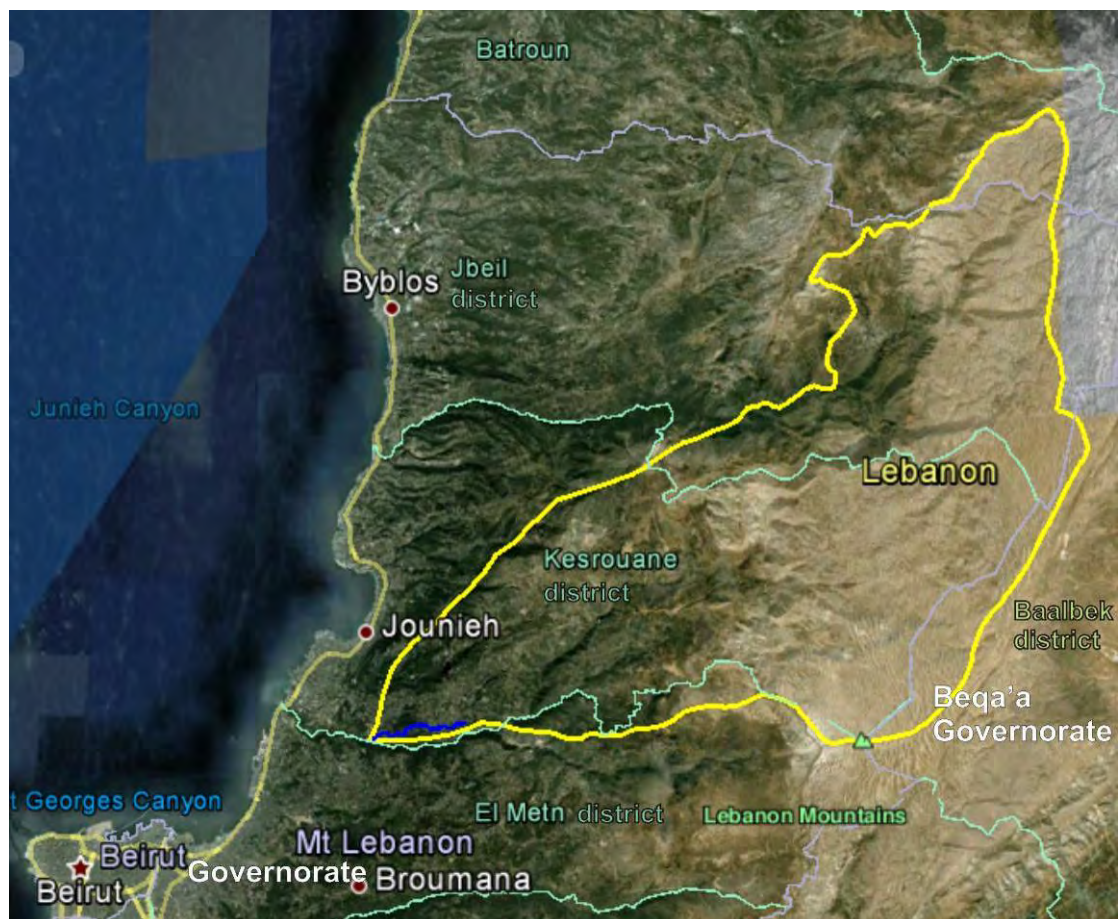 Batroun
Byblos
Jbeil
district
Junieh Canyon
Lebanon
Kesrouane
district
Baalbek
district
Jounieh
Beqa'a
Governorate
t Georges Canyon
El Metn district
Lebanon Mountains
Mt Lebanon
Beirut
Governorate
Beirut
Broumana